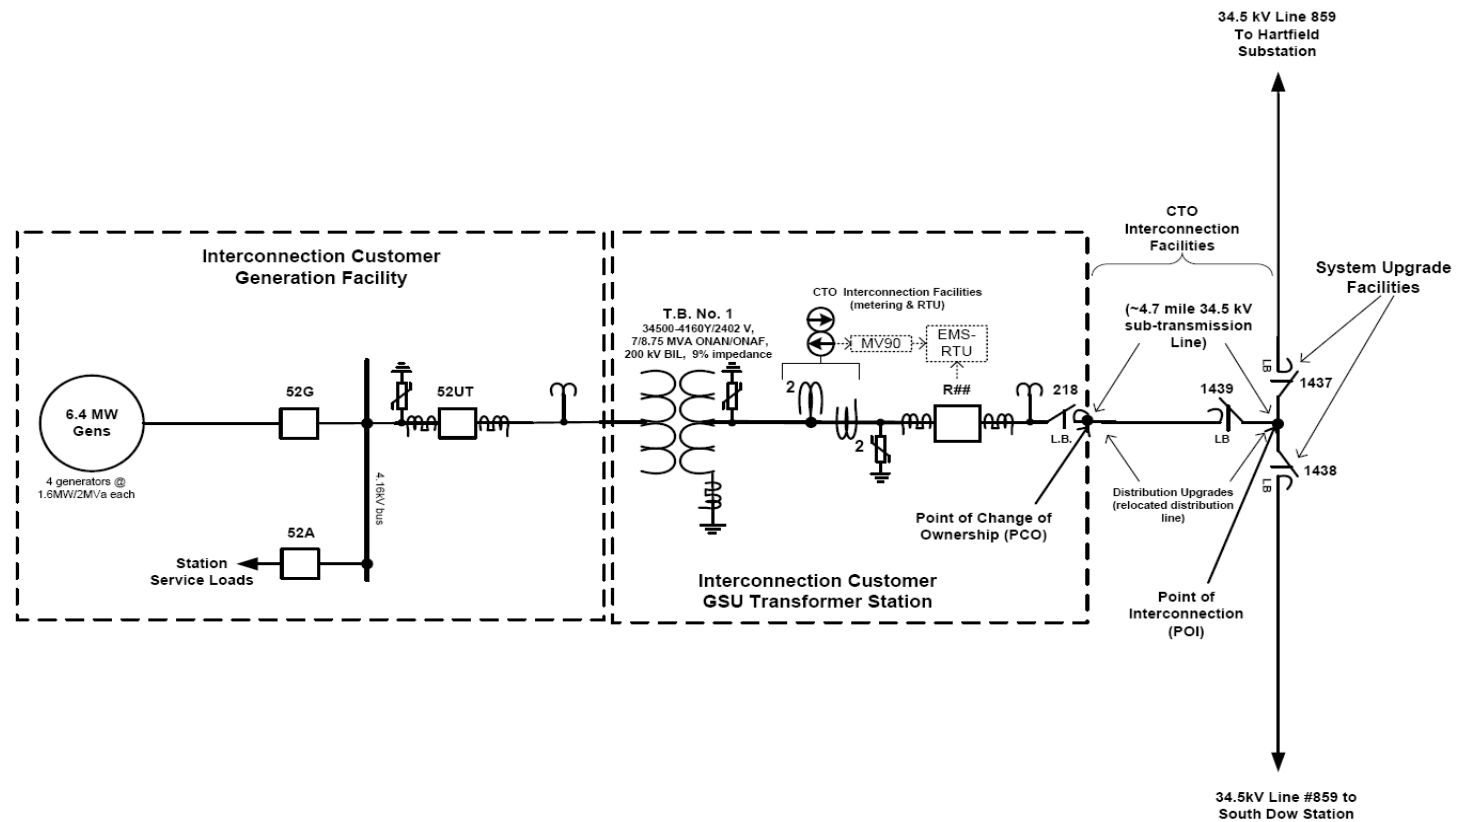 34.5 kV Line 859
To Hartfield
Substation
CTO
Interconnection
Facilities
System Upgrade
Facilities
Interconnection Customer
Generation Facility
CTO Interconnection Facilities
(metering & RTU)
T.B. No. 1
34500-4160Y/2402 V,
7/8.75 MVA ONAN/ONAF,
200 kV BIL, 9% impedance
MV90
EMS-
RTU
(~4.7 mile 34.5 kV
sub-transmission
Line)
6.4 MW
Gens
4 generators @
1.6MW/2MVa each
52G
52UT
4.16kV bus
52A
Station
Service Loads
2
2
R##
218
L.B.
1439
LB
LB
1437
1438
LB
Distribution Upgrades
(relocated distribution
line)
Point of Change of
Ownership (PCO)
Interconnection Customer
GSU Transformer Station
Point of
Interconnection
(POI)
34.5kV Line #859 to
South Dow Station